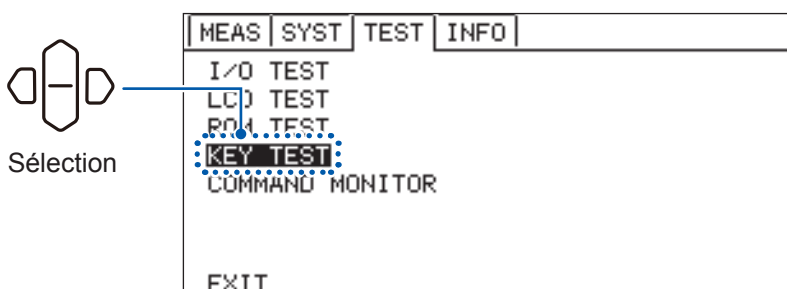 MEAS SYST TEST INFO
I/O TEST
LCD TEST
ROM TEST
KEY TEST
COMMAND MONITOR
EXIT
Sélection